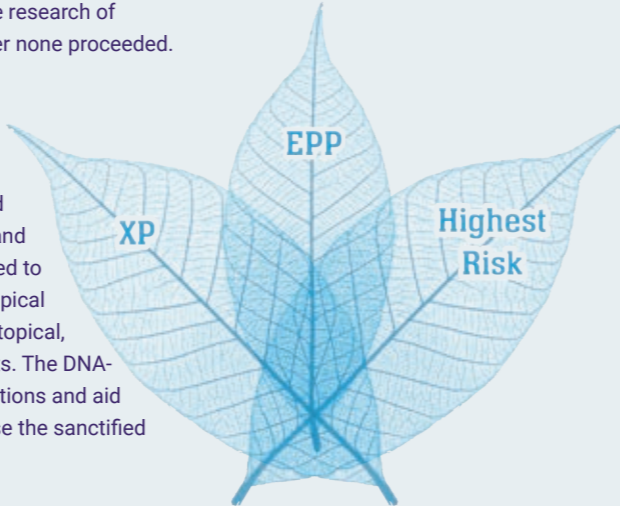 e research of
er none proceeded.
d
and
ed to
pical
topical,
s. The DNA-
tions and aid
se the sanctified
EPP
XP
Highest
Risk